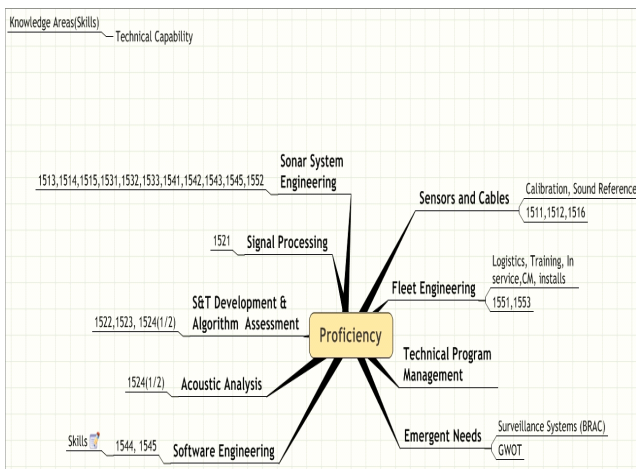 Knowledge Areas(Skills)
Technical Capability
Sonar System
Engineering
1513,1514,1515,1531,1532,1533,1541,1542,1543,1545,1552
Signal Processing
1521
S&T Development &
Algorithm Assessment
1522,1523, 1524(1/2)
Acoustic Analysis
1524(1/2)
Software Engineering
1544, 1545
Skills
Proficiency
Sensors and Cables
Calibration, Sound Reference
1511,1512,1516
Fleet Engineering
Logistics, Training, In
service,CM, installs
1551,1553
Technical Program
Management
Emergent Needs
Surveillance Systems (BRAC)
GWOT